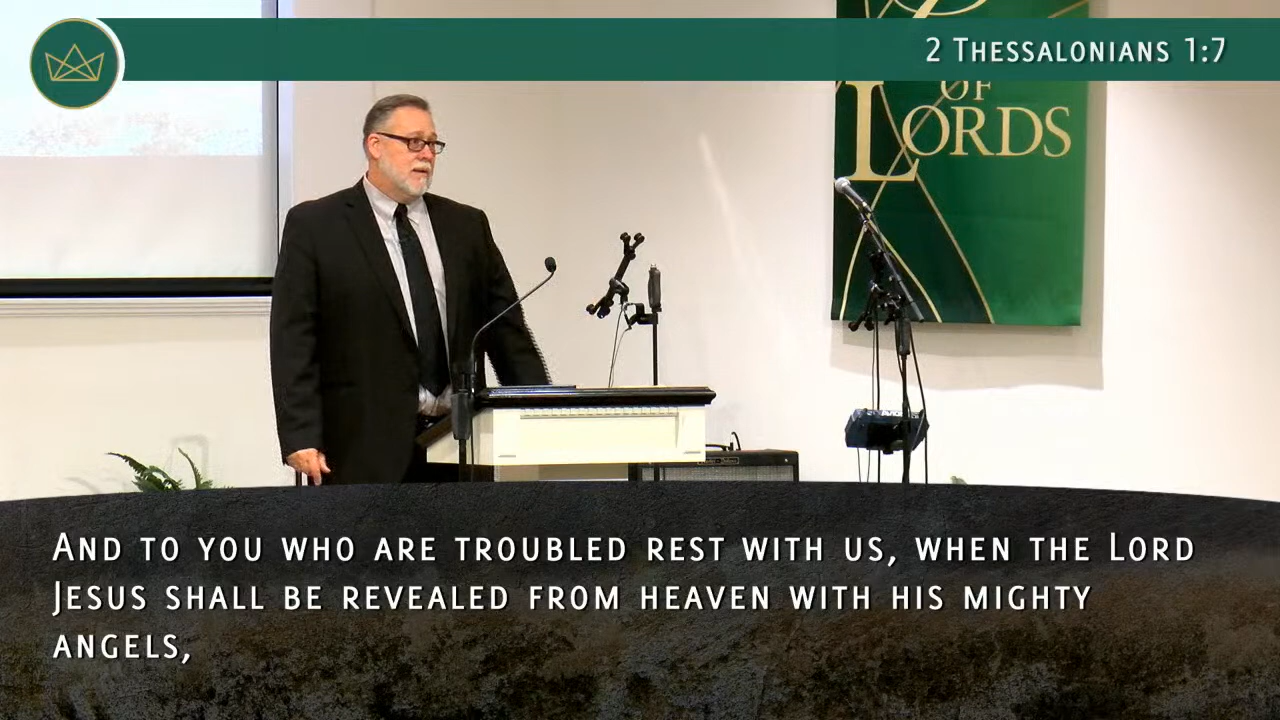 2 Thessalonians 1:7
OF
LORDS
And to you who are troubled rest with us, when the Lord
Jesus shall be revealed from heaven with his mighty
angels,